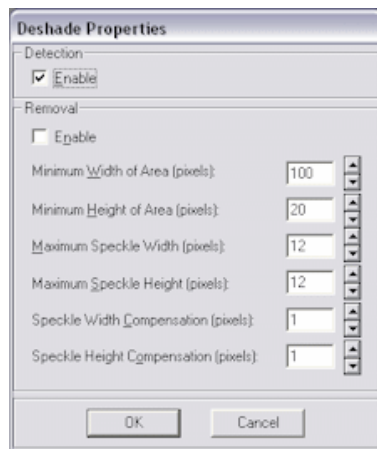 Deshade Properties
Detection
Enable
Removal
Enable
Minimum Width of Area (pixels): 100
Minimum Height of Area (pixels): 20
Maximum Speckle Width (pixels): 12
Maximum Speckle Height (pixels): 12
Speckle Width Compensation (pixels): 1
Speckle Height Compensation (pixels): 1
OK Cancel